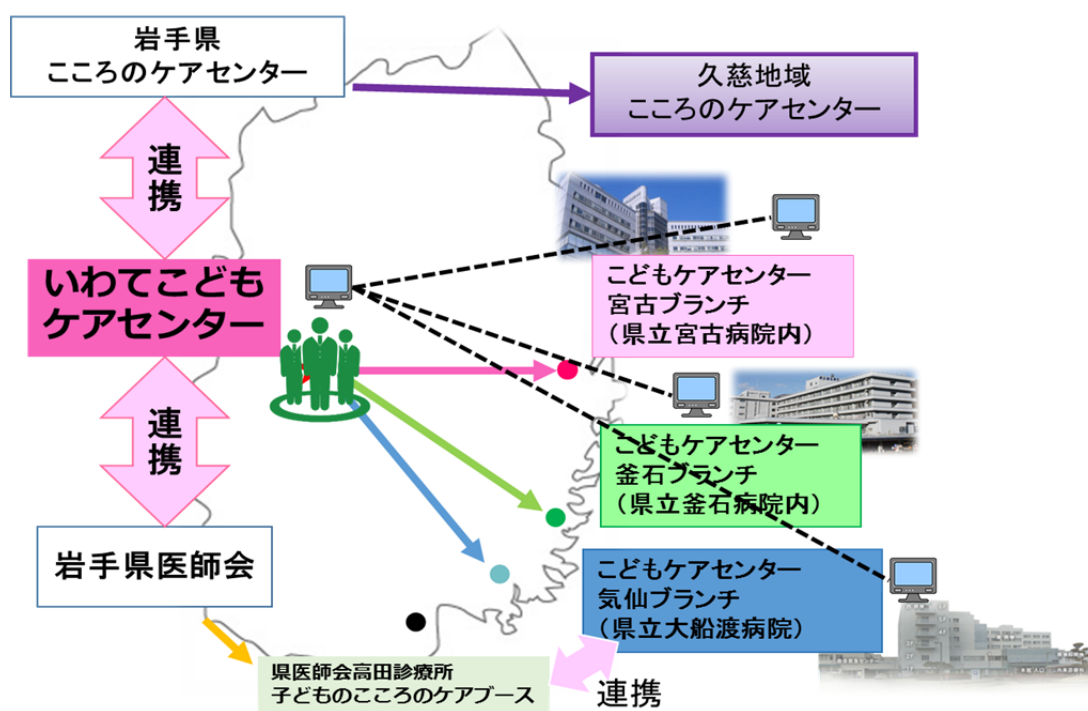 岩手県
こころのケアセンター
久慈地域
こころのケアセンター
連
携
いわてこども
ケアセンター
こどもケアセンター
宮古ブランチ
（県立宮古病院内）
連
携
こどもケアセンター
釜石ブランチ
（県立釜石病院内）
岩手県医師会
こどもケアセンター
気仙ブランチ
（県立大船渡病院）
県医師会高田診療所
子どものこころのケアブース
連携